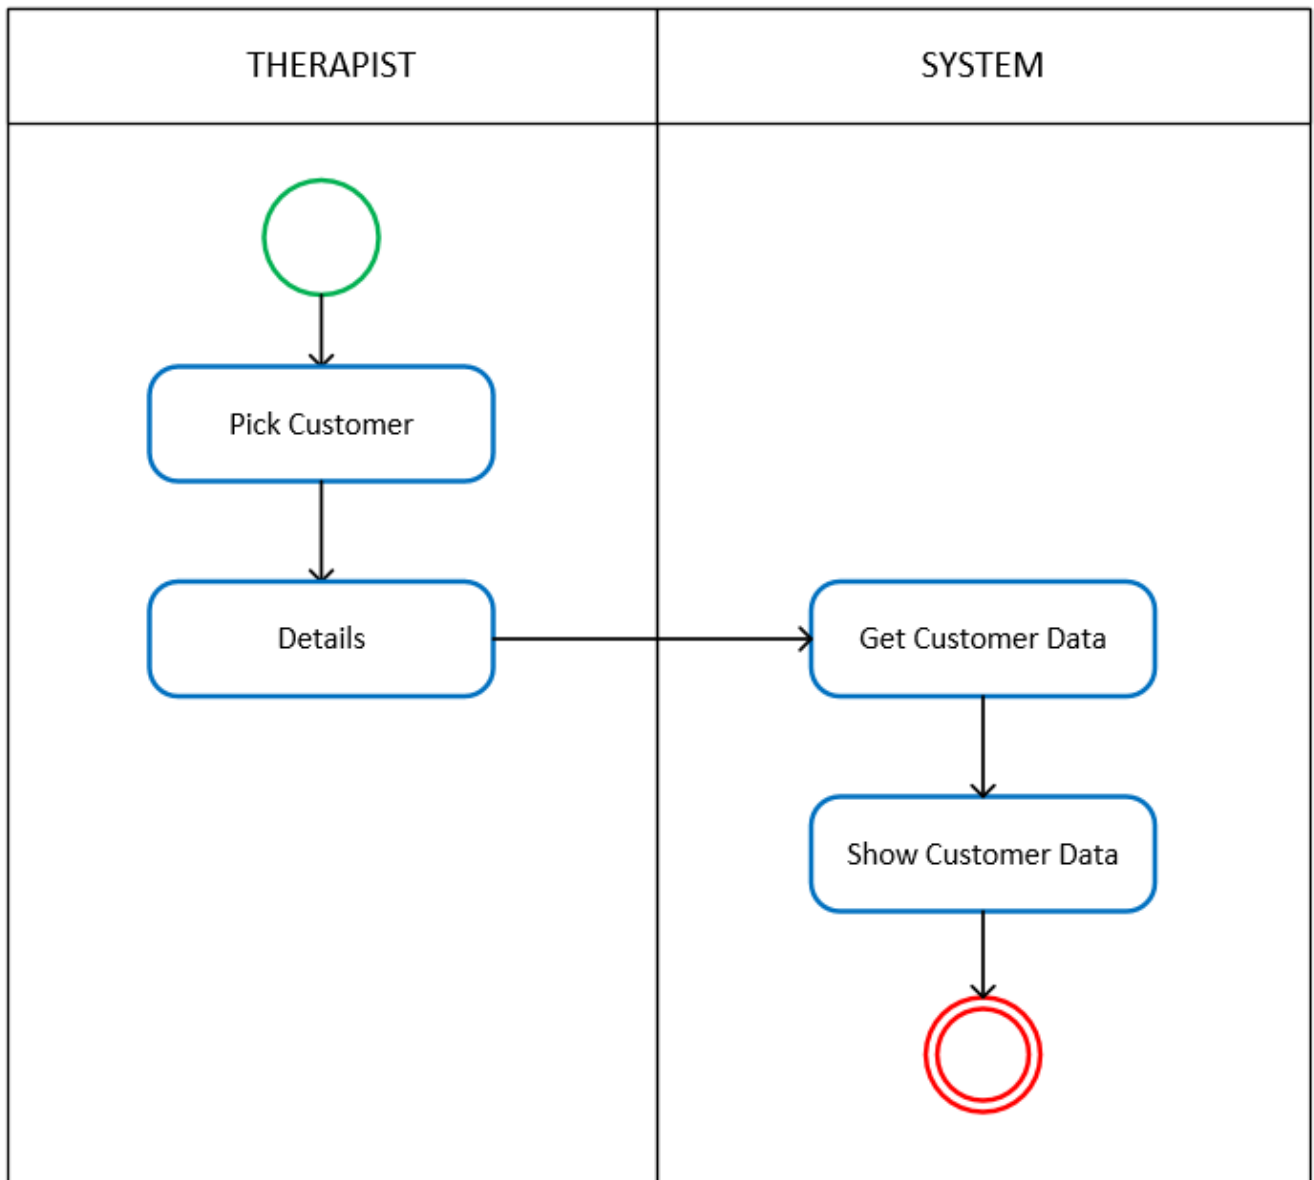 THERAPIST
SYSTEM
Pick Customer
Details
Get Customer Data
Show Customer Data